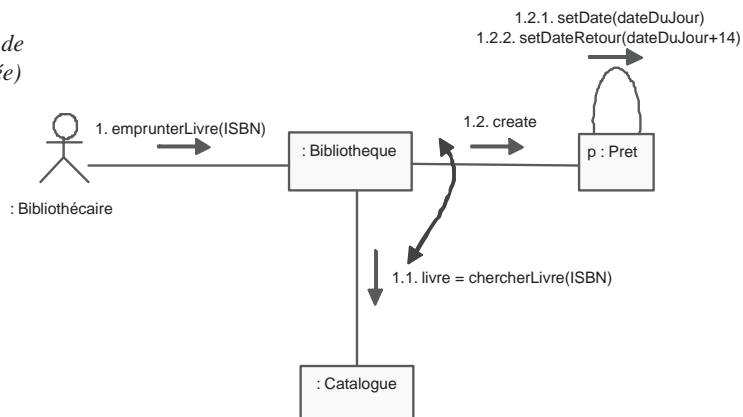 de
ée)
1.2.1. setDate(dateDuJour)
1.2.2. setDateRetour(dateDuJour+14)
1. emprunterLivre(ISBN)
: Bibliothécaire
: Bibliotheque
1.2. create
p : Pret
1.1. livre = chercherLivre(ISBN)
: Catalogue